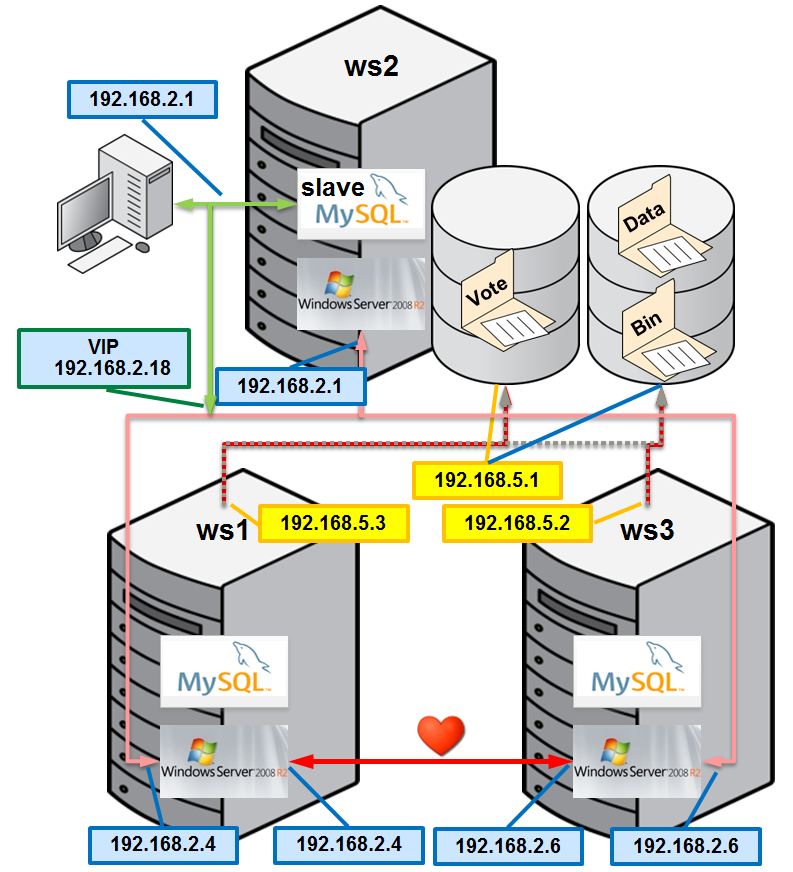 ws2
192.168.2.1
slave
MySQL™
Windows Server 2008 R2
Vote
Data
Bin
VIP
192.168.2.18
192.168.2.1
192.168.5.1
192.168.5.3
192.168.5.2
ws1
ws3
MySQL™
MySQL™
Windows Server 2008 R2
Windows Server 2008 R2
192.168.2.4
192.168.2.4
192.168.2.6
192.168.2.6